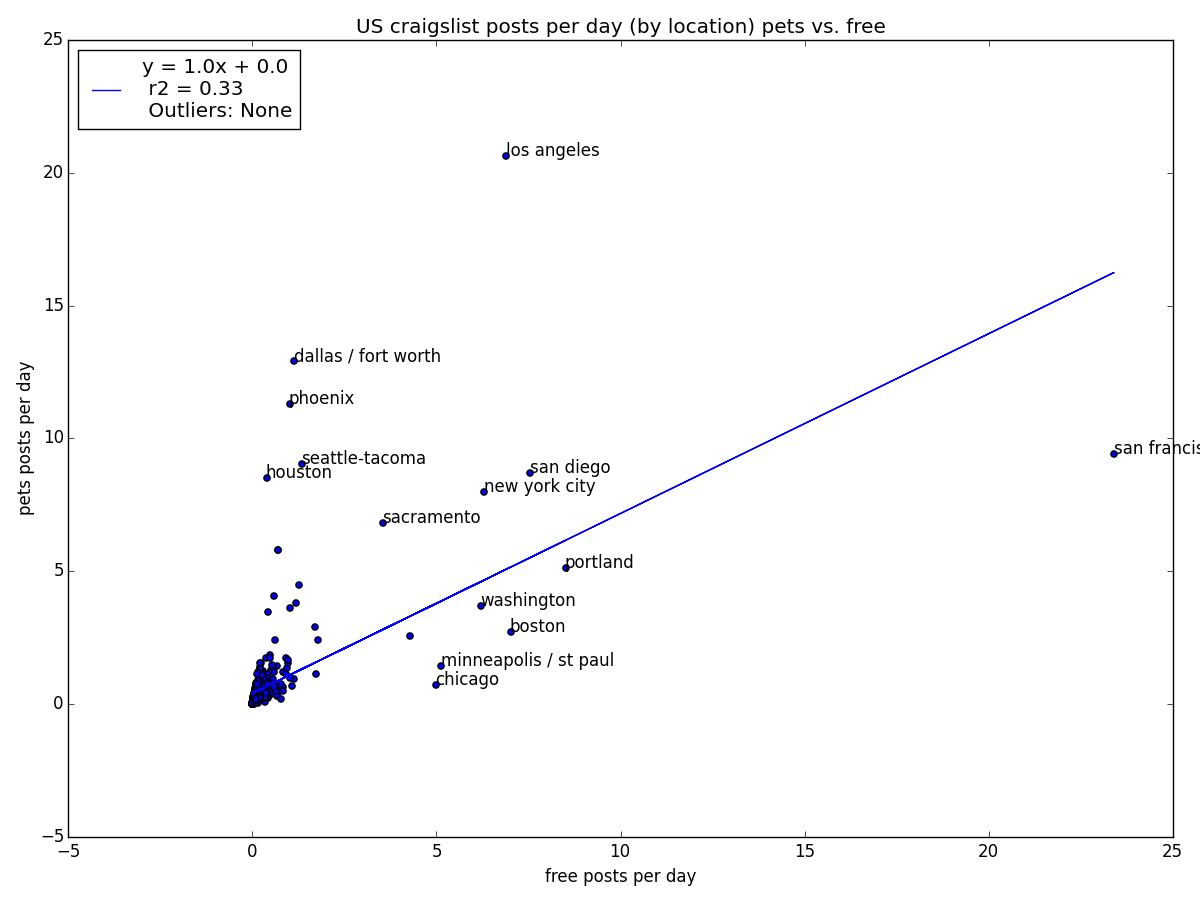 US craigslist posts per day (by location) pets vs. free
y = 1.0x + 0.0
r2 = 0.33
Outliers: None
25
20
15
10
5
0
−5
pets posts per day
los angeles
dallas / fort worth
phoenix
seattle-tacoma
houston
san diego
new york city
san francis
sacramento
portland
washington
boston
minneapolis / st paul
chicago
−5
0
5
10
15
20
25
free posts per day